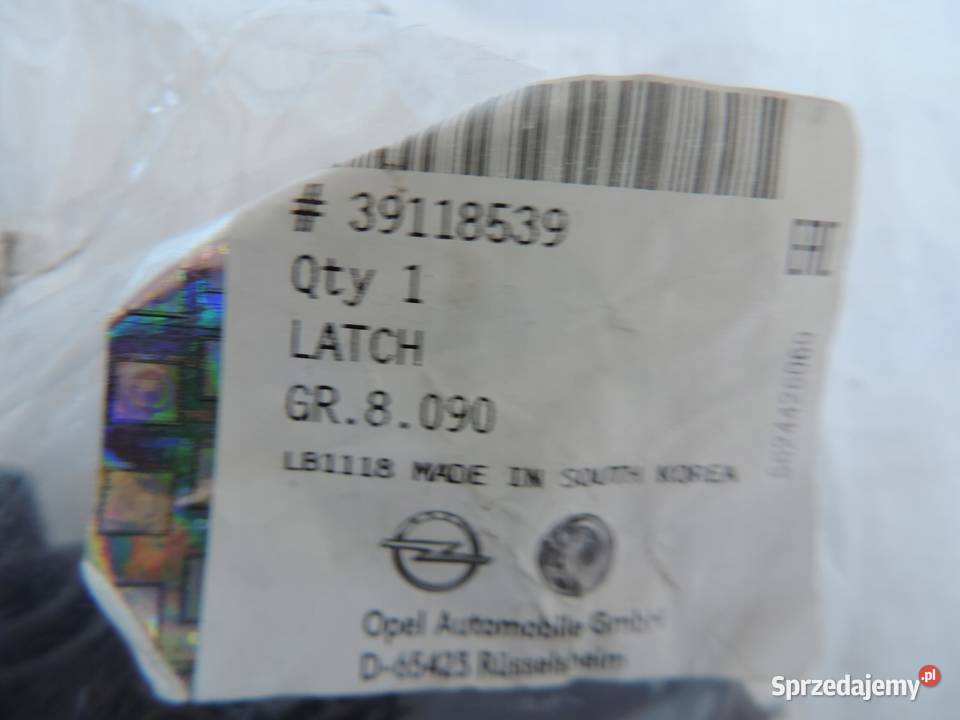 # 39118539
Qty 1
LATCH
GR.8.090
LB1118 MADE IN SOUTH KOREA
Opel Automobile GmbH
D-65423 Rüsselsheim
EAC
Sprzedajemy.pl